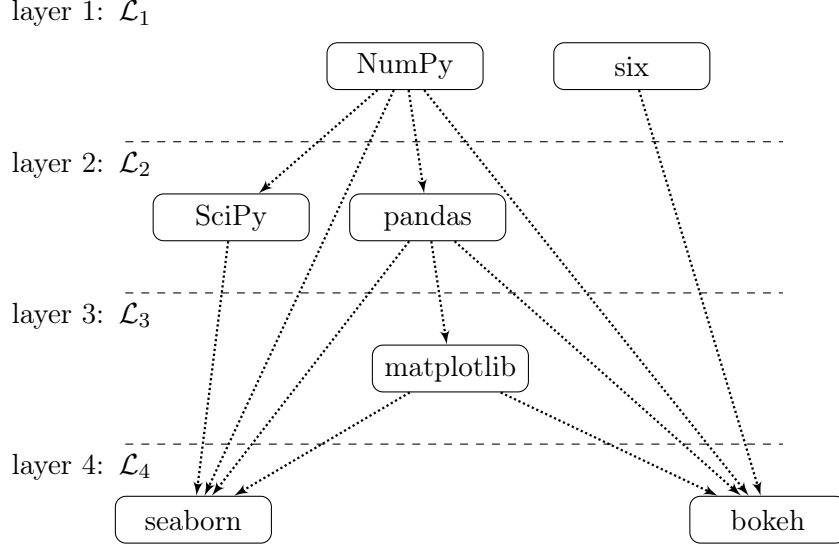 layer 1: ℒ₁
NumPy
six
layer 2: ℒ₂
SciPy
pandas
layer 3: ℒ₃
matplotlib
layer 4: ℒ₄
seaborn
bokeh